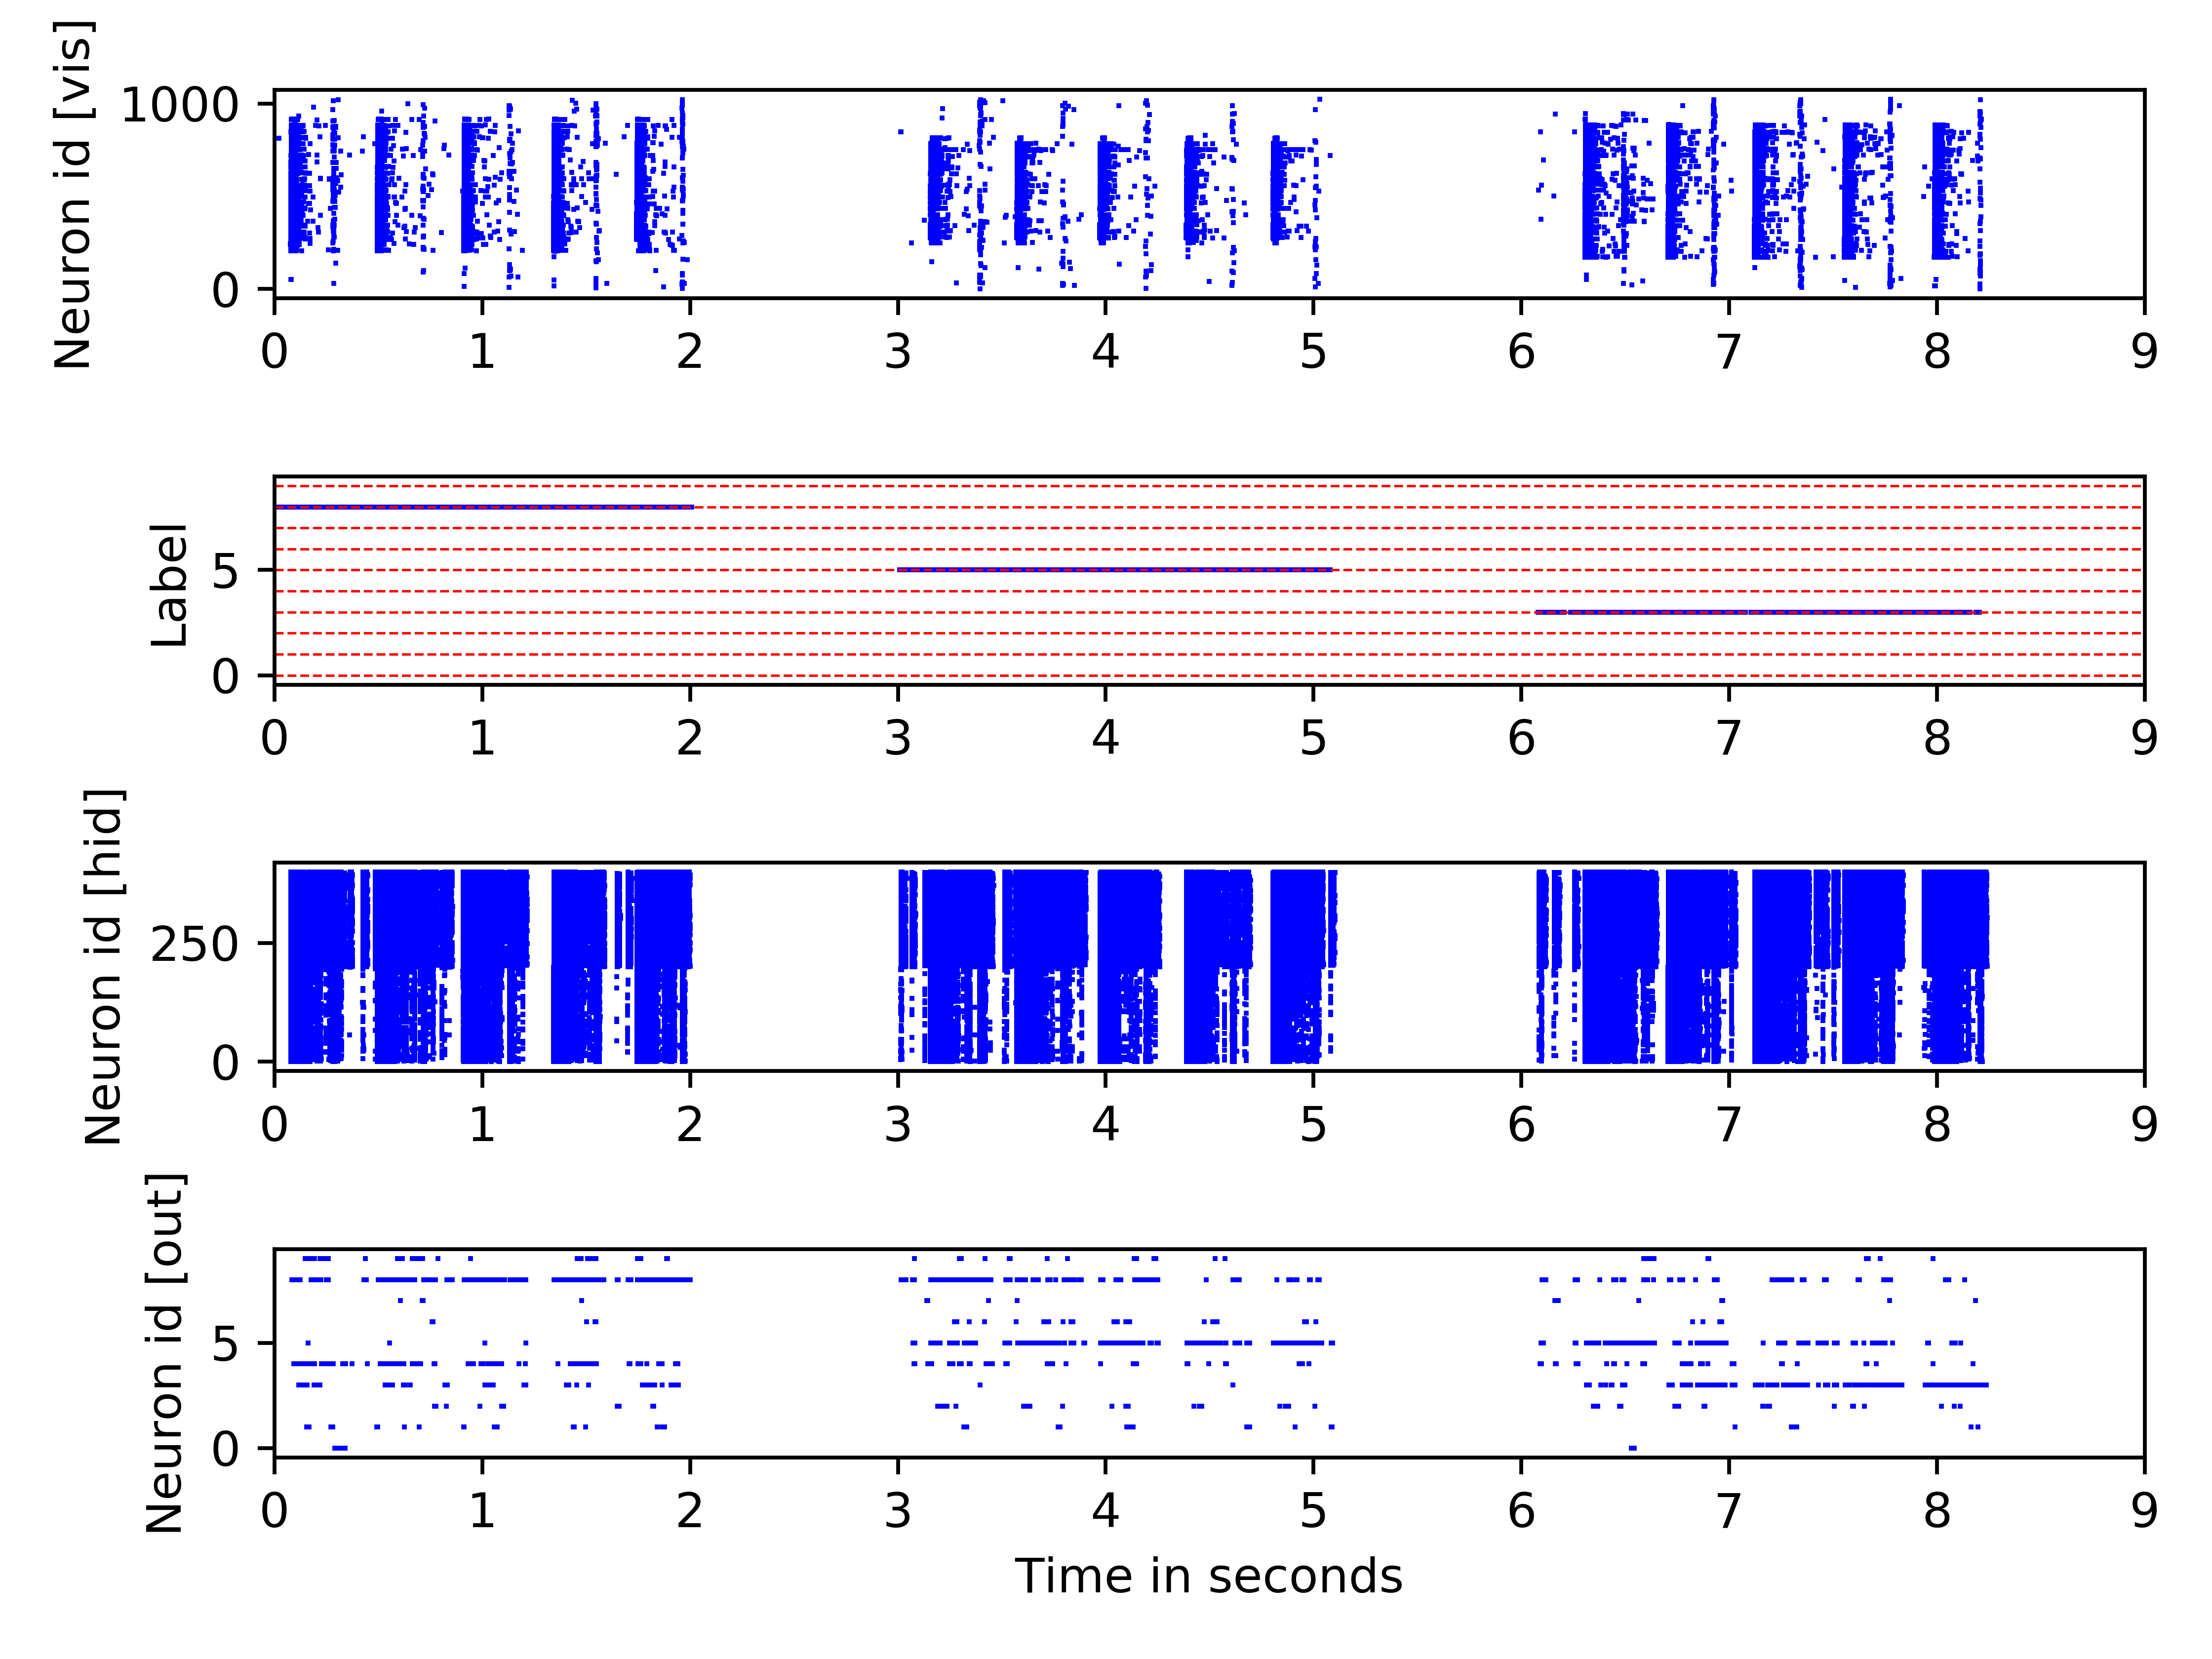 Neuron id [vis]
1000
0
0 1 2 3 4 5 6 7 8 9
Label
5
0
0 1 2 3 4 5 6 7 8 9
Neuron id [hid]
250
0
0 1 2 3 4 5 6 7 8 9
Neuron id [out]
5
0
0 1 2 3 4 5 6 7 8 9
Time in seconds